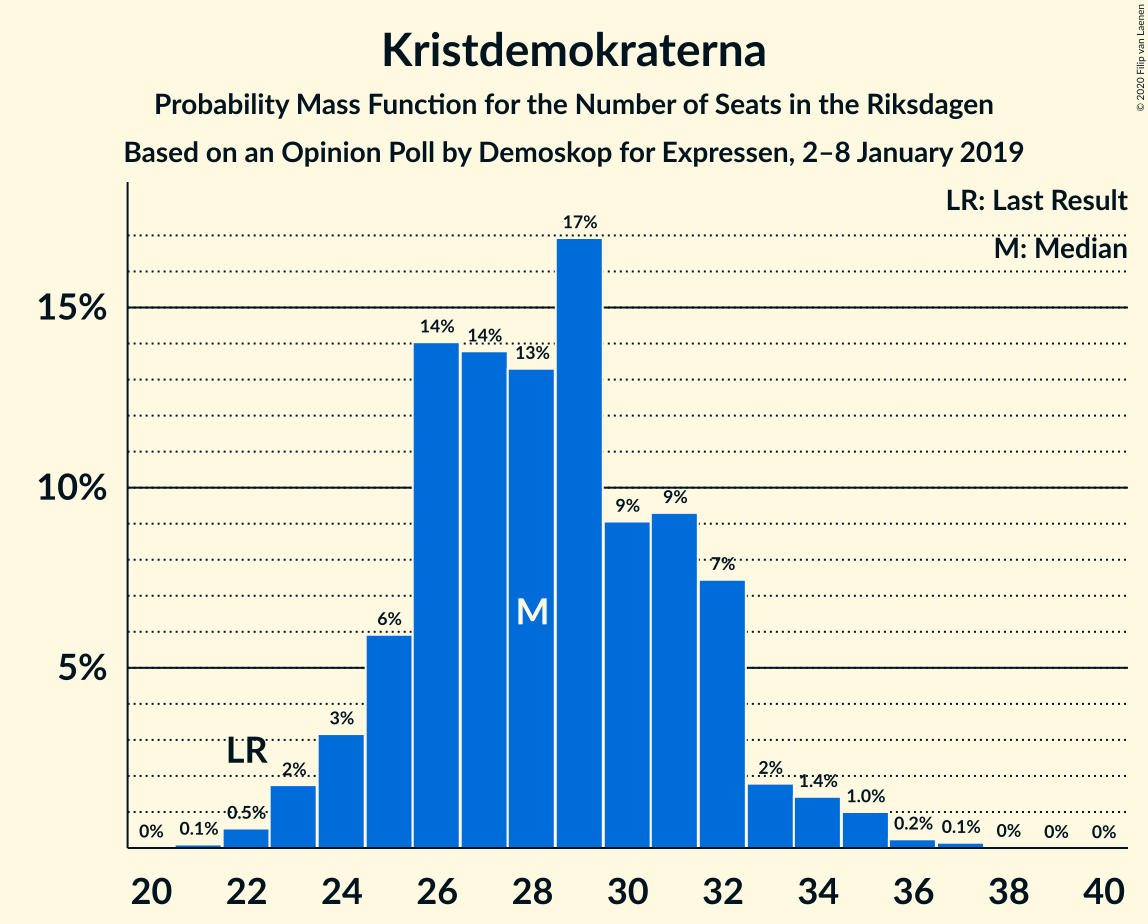 Kristdemokraterna
Probability Mass Function for the Number of Seats in the Riksdagen
Based on an Opinion Poll by Demoskop for Expressen, 2–8 January 2019
© 2020 Filip van Laenen
LR: Last Result
M: Median
17%
15%
14%
14%
13%
10%
9%
9%
7%
6%
M
5%
3%
LR
2%
2%
1.4%
1.0%
0.5%
0.2%
0.1%
0.1%
0%
0%
0%
0%
20 22 24 26 28 30 32 34 36 38 40